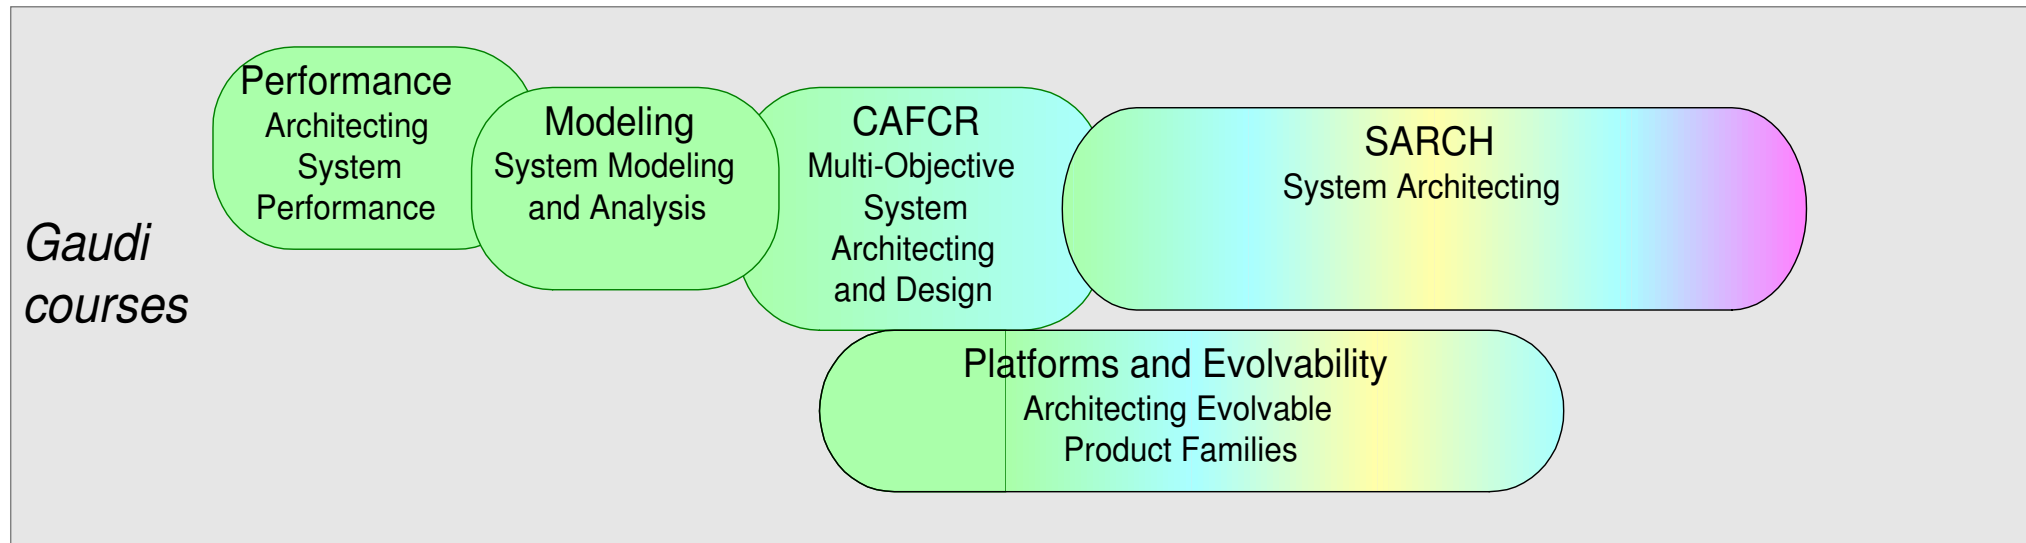 Gaudi
courses
Performance
Architecting
System
Performance
Modeling
System Modeling
and Analysis
CAFCR
Multi-Objective
System
Architecting
and Design
SARCH
System Architecting
Platforms and Evolvability
Architecting Evolvable
Product Families